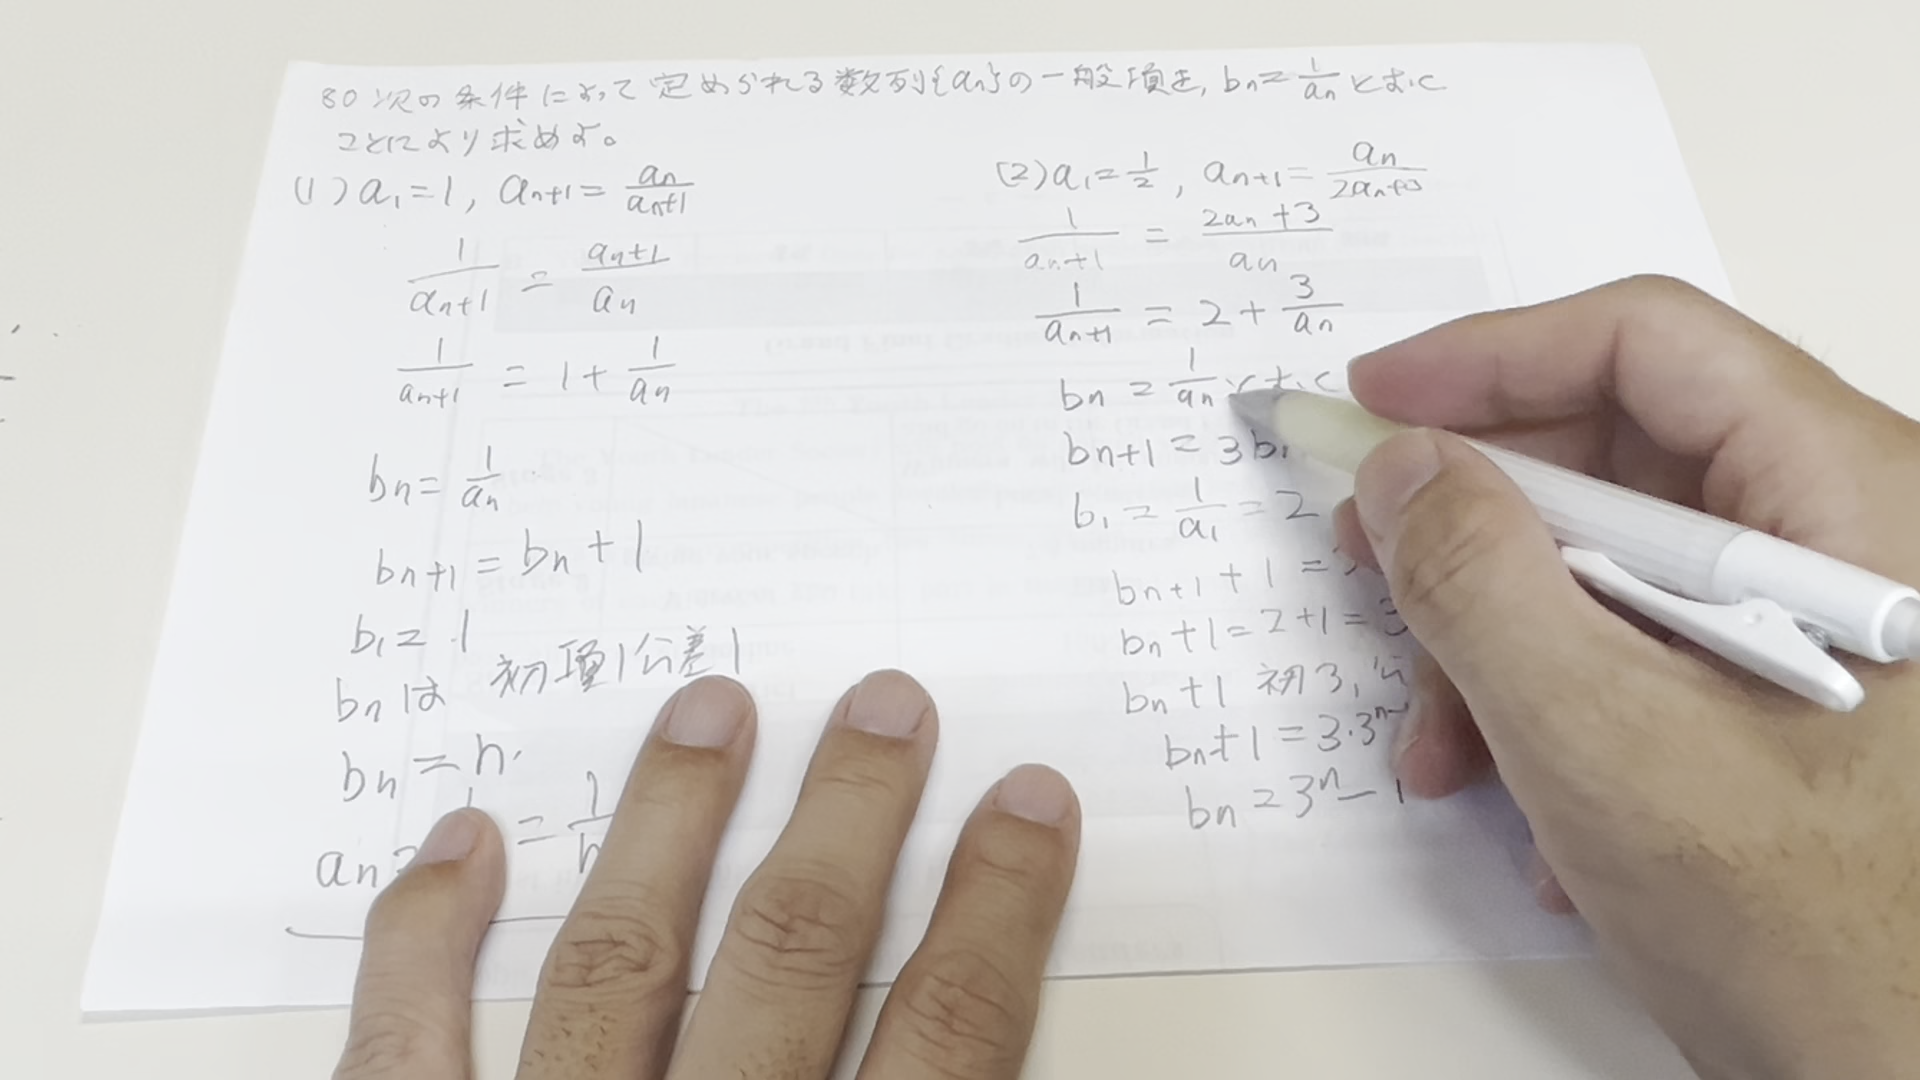 80 次の条件によって定められる数列{an}の一般項を, bn=1/an とおく
ことにより求めよ。
(1) a1=1, an+1= an/an+1
1/an+1 = an+1/an
1/an+1 = 1+ 1/an
bn= 1/an
bn+1 = bn+1
b1= 1
bnは 初項1公差1
bn=n.
an= = 1/n
(2) a1= 1/2, an+1= an/2an+3
1/an+1 = 2an+3/an
1/an+1 = 2+ 3/an
bn = 1/an とおく
bn+1 = 3b
b1 = 1/a1 = 2
bn+1 + 1 = 3
bn+1=2+1=3
bn+1 初3,
bn+1 = 3・3^n-
bn = 3^n-1